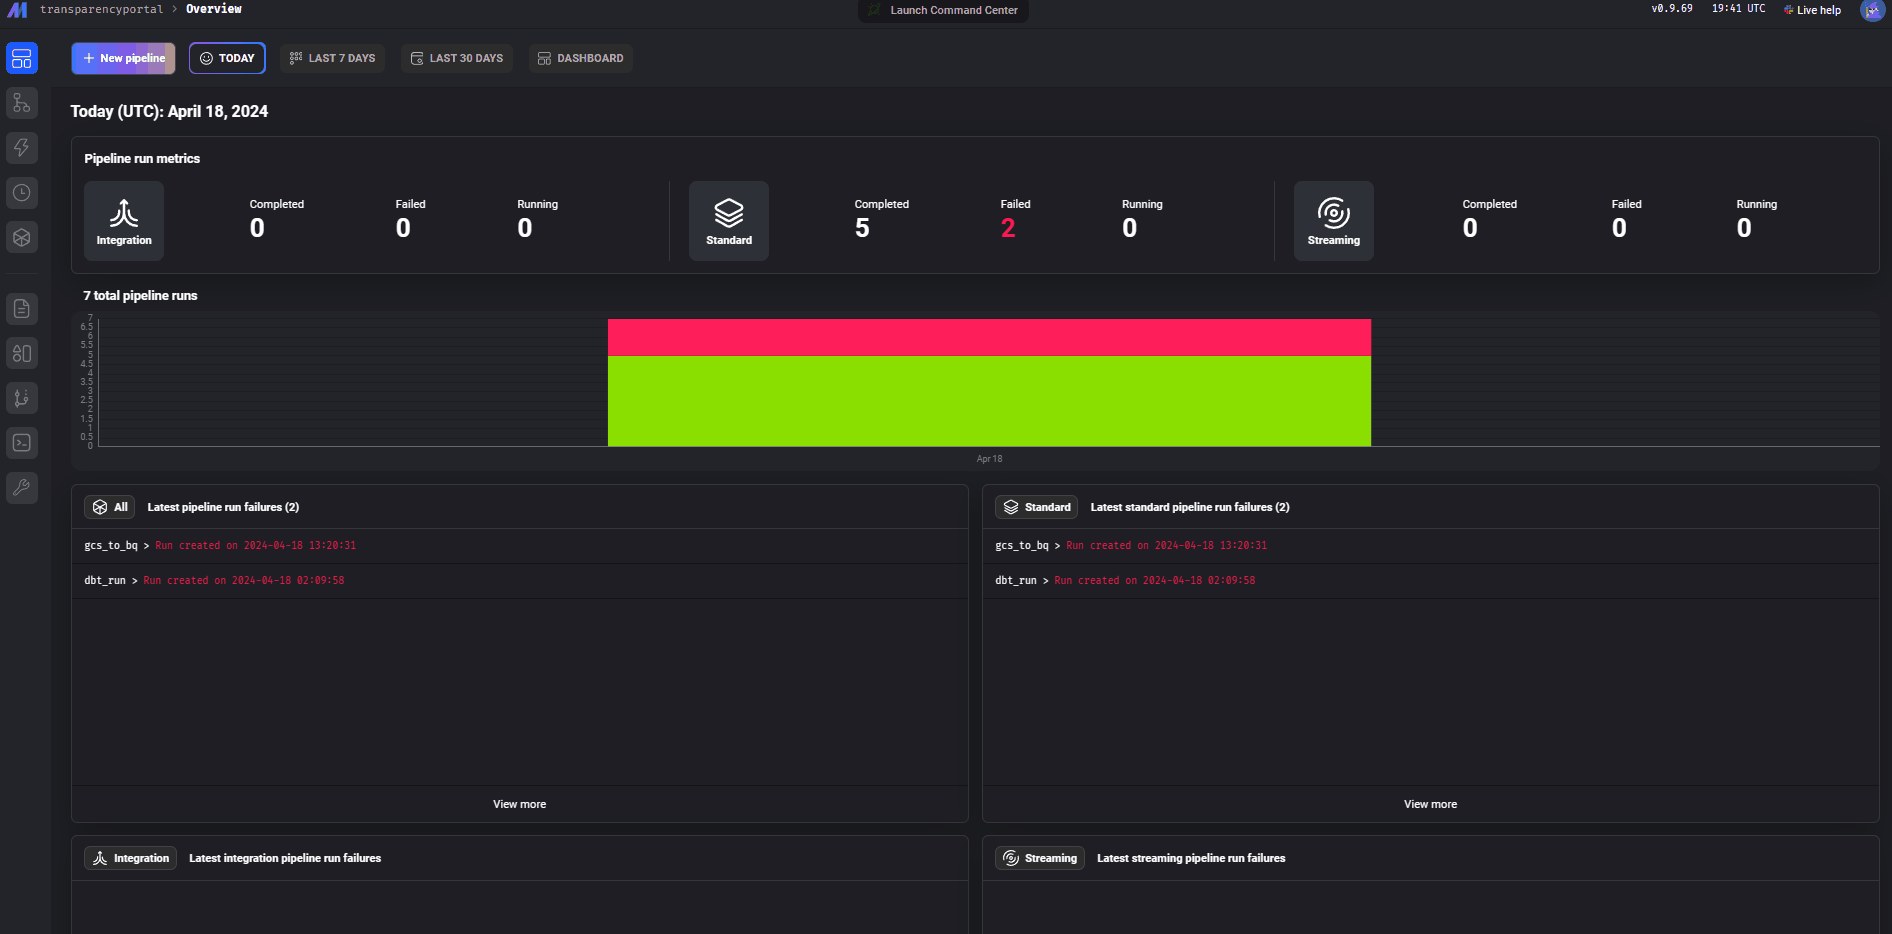 transparencyportal > Overview
Launch Command Center
v0.9.69
19:41 UTC
Live help
+ New pipeline
TODAY
LAST 7 DAYS
LAST 30 DAYS
DASHBOARD
Today (UTC): April 18, 2024
Pipeline run metrics
Integration
Completed
0
Failed
0
Running
0
Standard
Completed
5
Failed
2
Running
0
Streaming
Completed
0
Failed
0
Running
0
7 total pipeline runs
7
6.5
6
5.5
5
4.5
4
3.5
3
2.5
2
1.5
1
0.5
0
Apr 18
All
Latest pipeline run failures (2)
gcs_to_bq > Run created on 2024-04-18 13:20:31
dbt_run > Run created on 2024-04-18 02:09:58
View more
Standard
Latest standard pipeline run failures (2)
gcs_to_bq > Run created on 2024-04-18 13:20:31
dbt_run > Run created on 2024-04-18 02:09:58
View more
Integration
Latest integration pipeline run failures
Streaming
Latest streaming pipeline run failures